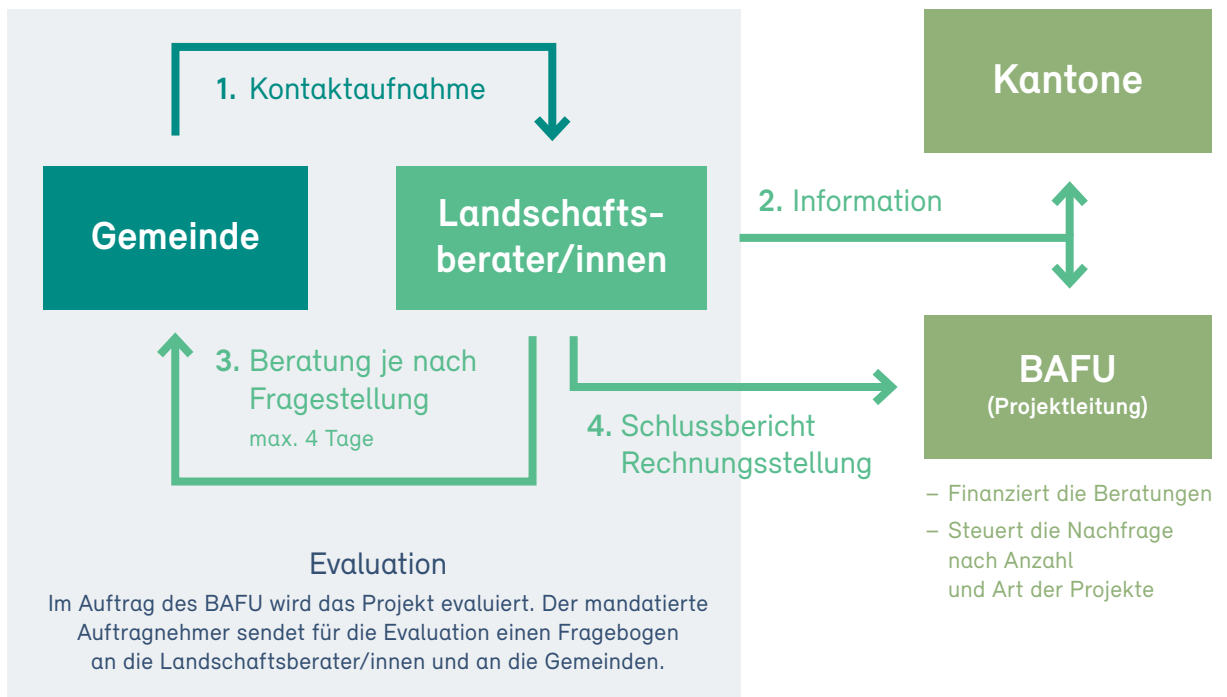 1. Kontaktaufnahme
Kantone
Gemeinde
Landschafts-
berater/innen
2. Information
3. Beratung je nach
Fragestellung
max. 4 Tage
4. Schlussbericht
Rechnungsstellung
BAFU
(Projektleitung)
– Finanziert die Beratungen
– Steuert die Nachfrage
nach Anzahl
und Art der Projekte
Evaluation
Im Auftrag des BAFU wird das Projekt evaluiert. Der mandatierte
Auftragnehmer sendet für die Evaluation einen Fragebogen
an die Landschaftsberater/innen und an die Gemeinden.